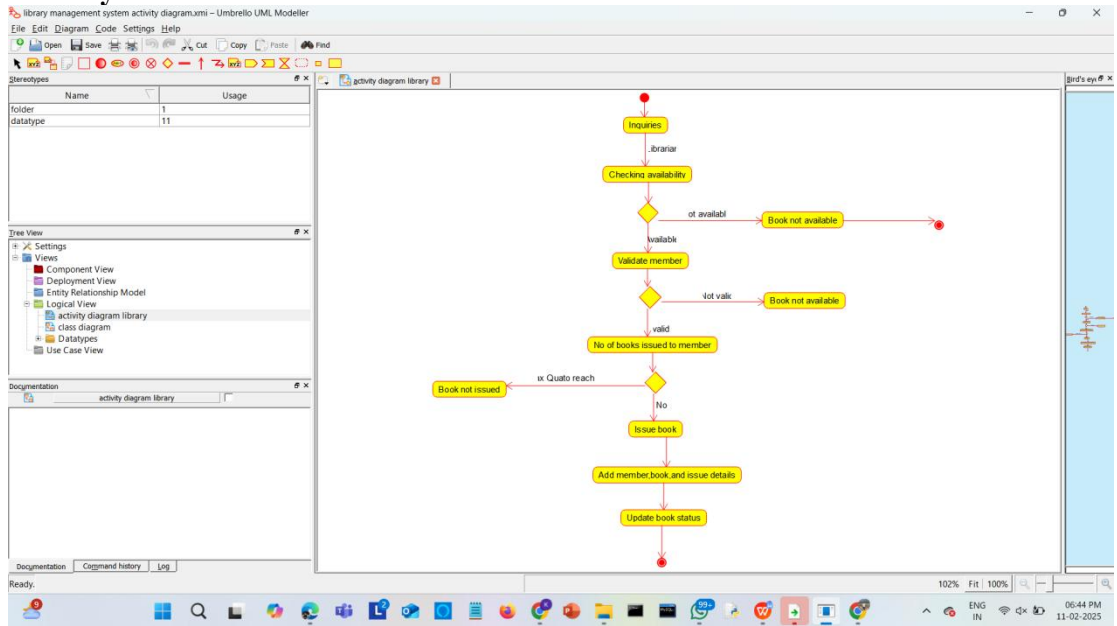 library management system activity diagram.xmi - Umbrello UML Modeller
File Edit Diagram Code Settings Help
Open Save Cut Copy Paste Find
Stereotypes
Name Usage
folder 1
datatype 11
Tree View
Settings
Views
Component View
Deployment View
Entity Relationship Model
Logical View
activity diagram library
class diagram
Datatypes
Use Case View
Documentation
activity diagram library
Documentation Command history Log
Ready.
activity diagram library
Inquiries
.ibrariar
Checking availability
ot availabl
Book not available
Available
Validate member
Not valic
Book not available
valid
No of books issued to member
ix Quato reach
Book not issued
No
Issue book
Add member,book,and issue details
Update book status
Bird's ey
102% Fit 100%
9
99+
ENG
IN
06:44 PM
11-02-2025